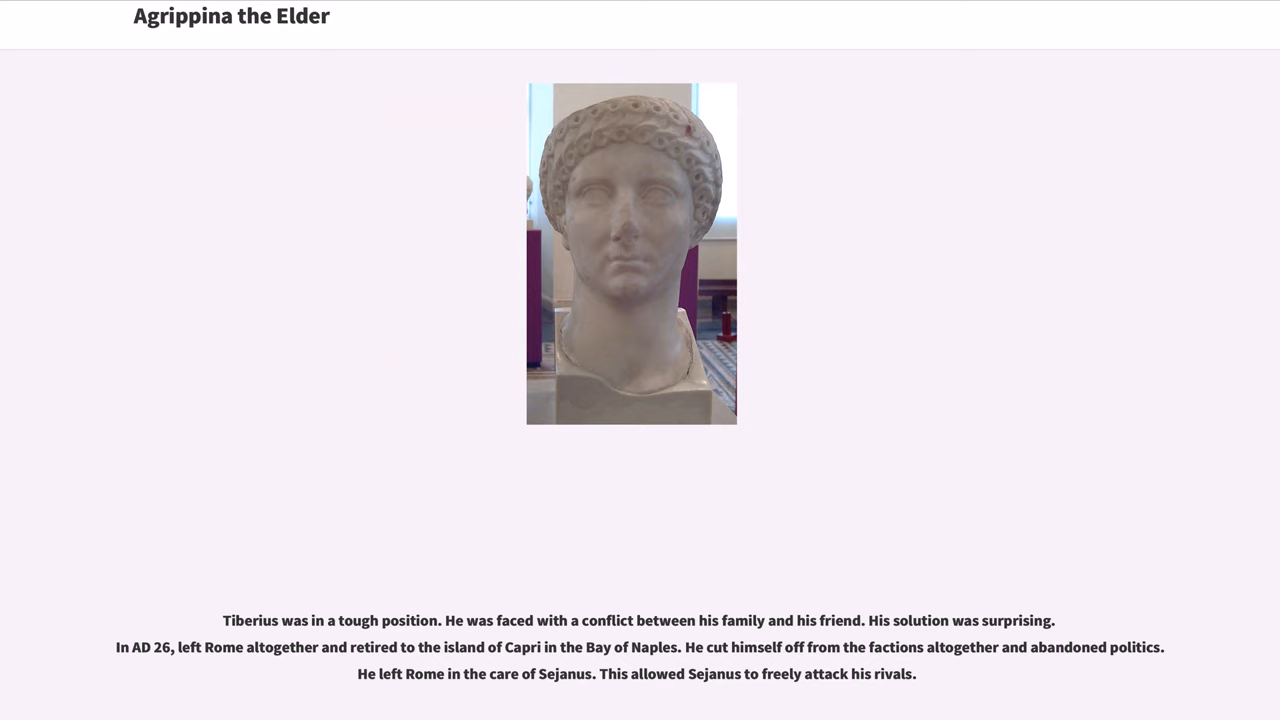 Agrippina the Elder
Tiberius was in a tough position. He was faced with a conflict between his family and his friend. His solution was surprising.
In AD 26, left Rome altogether and retired to the island of Capri in the Bay of Naples. He cut himself off from the factions altogether and abandoned politics.
He left Rome in the care of Sejanus. This allowed Sejanus to freely attack his rivals.